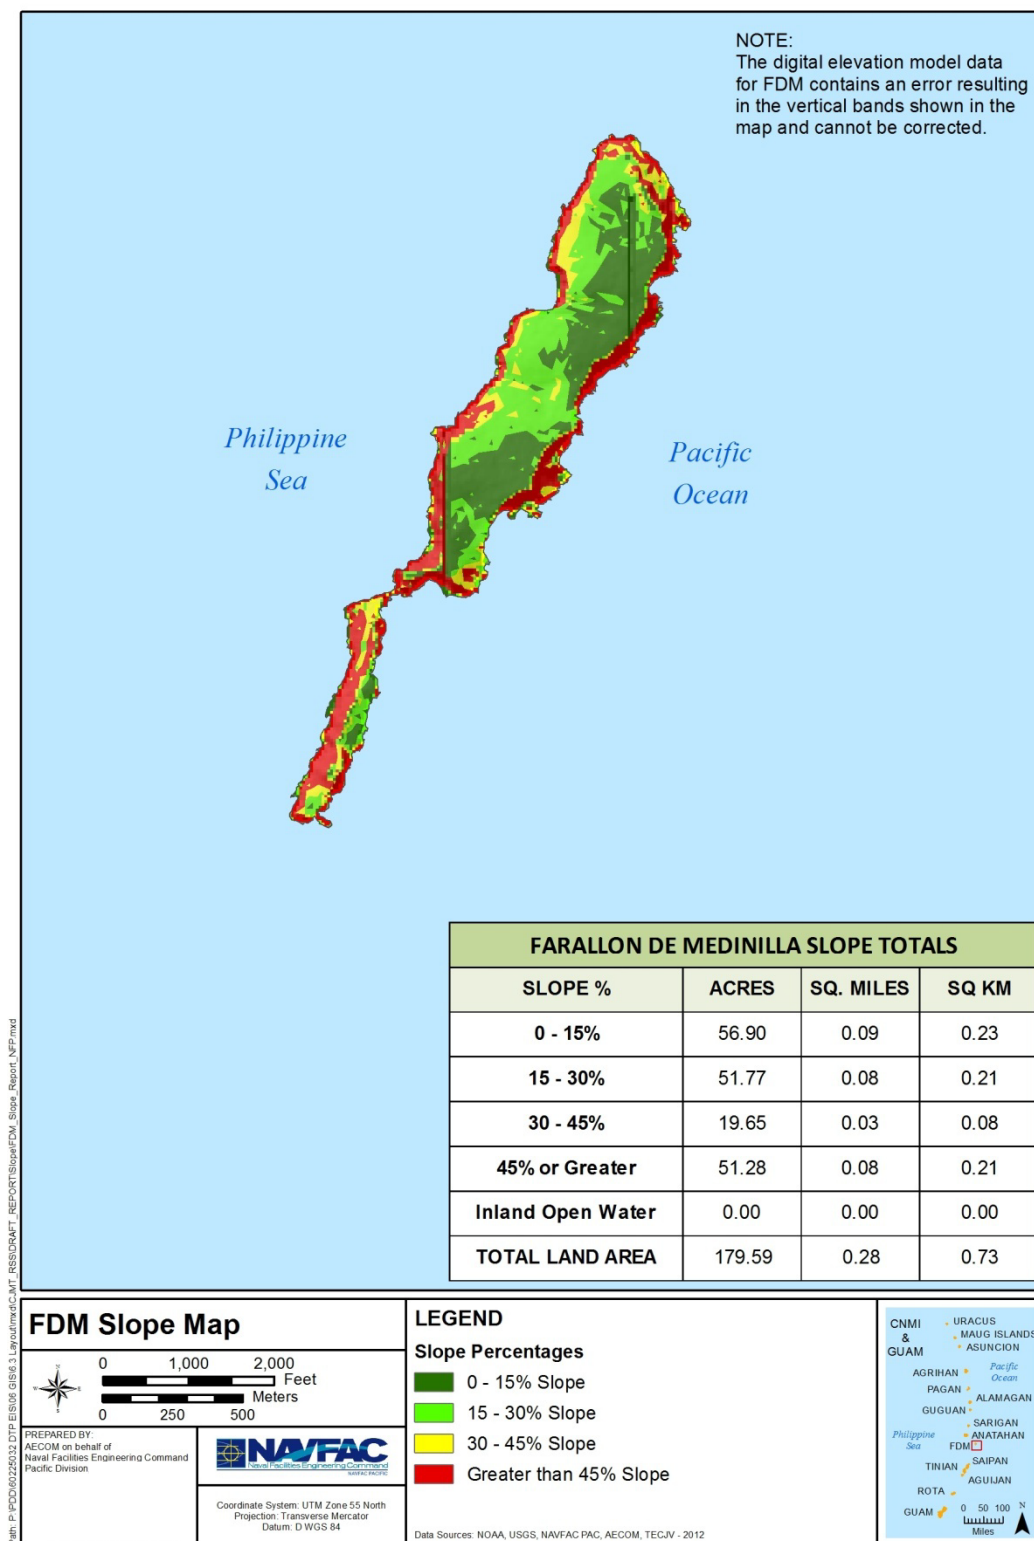 NOTE:
The digital elevation model data
for FDM contains an error resulting
in the vertical bands shown in the
map and cannot be corrected.
Philippine
Sea
Pacific
Ocean
FARALLON DE MEDINILLA SLOPE TOTALS
SLOPE % ACRES SQ. MILES SQ KM
0 - 15% 56.90 0.09 0.23
15 - 30% 51.77 0.08 0.21
30 - 45% 19.65 0.03 0.08
45% or Greater 51.28 0.08 0.21
Inland Open Water 0.00 0.00 0.00
TOTAL LAND AREA 179.59 0.28 0.73
FDM Slope Map
0 1,000 2,000
Feet
Meters
0 250 500
N
W E
S
PREPARED BY:
AECOM on behalf of
Naval Facilities Engineering Command
Pacific Division
NAVFAC
Naval Facilities Engineering Command
NAVFAC PACIFIC
Coordinate System: UTM Zone 55 North
Projection: Transverse Mercator
Datum: D WGS 84
LEGEND
Slope Percentages
0 - 15% Slope
15 - 30% Slope
30 - 45% Slope
Greater than 45% Slope
Data Sources: NOAA, USGS, NAVFAC PAC, AECOM, TECJV - 2012
CNMI
&
GUAM
URACUS
MAUG ISLANDS
ASUNCION
Pacific
Ocean
AGRIHAN
PAGAN
ALAMAGAN
GUGUAN
SARIGAN
ANATAHAN
Philippine
Sea
FDM
SAIPAN
TINIAN
AGUIJAN
ROTA
GUAM
0 50 100
Miles
N